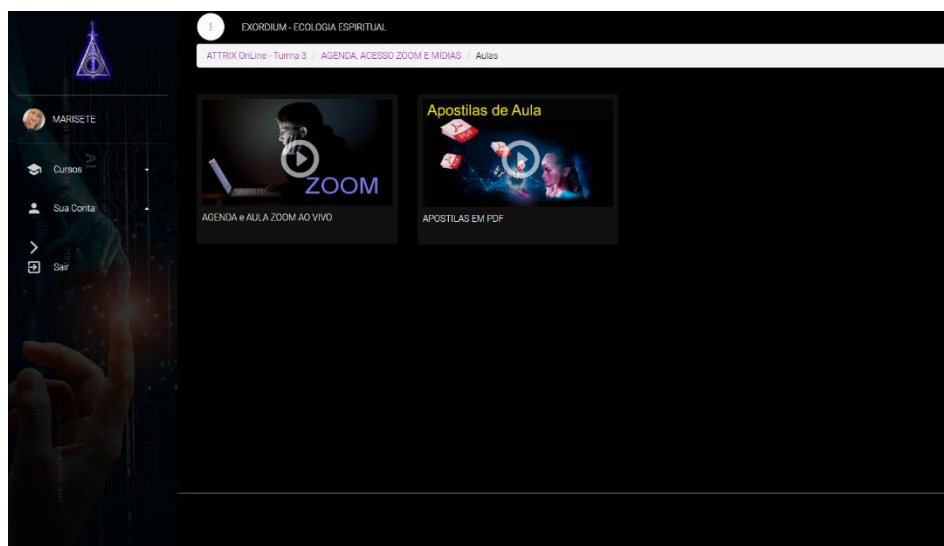 EXORDIUM - ECOLOGIA ESPIRITUAL
ATTRIX OnLine - Turma 3 / AGENDA, ACESSO ZOOM E MÍDIAS / Aulas
MARISETE
Cursos
Sua Conta
Sair
ZOOM
AGENDA e AULA ZOOM AO VIVO
Apostilas de Aula
APOSTILAS EM PDF
AI